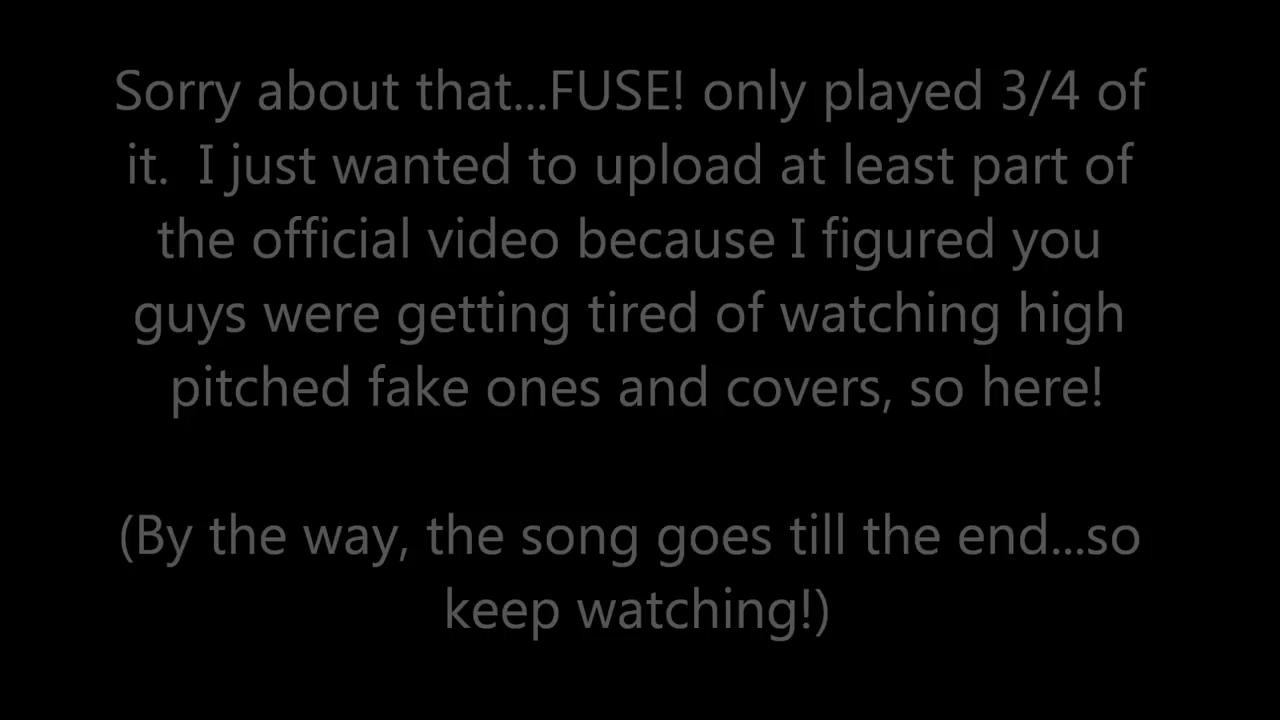 Sorry about that...FUSE! only played 3/4 of
it.  I just wanted to upload at least part of
the official video because I figured you
guys were getting tired of watching high
pitched fake ones and covers, so here!
(By the way, the song goes till the end...so
keep watching!)